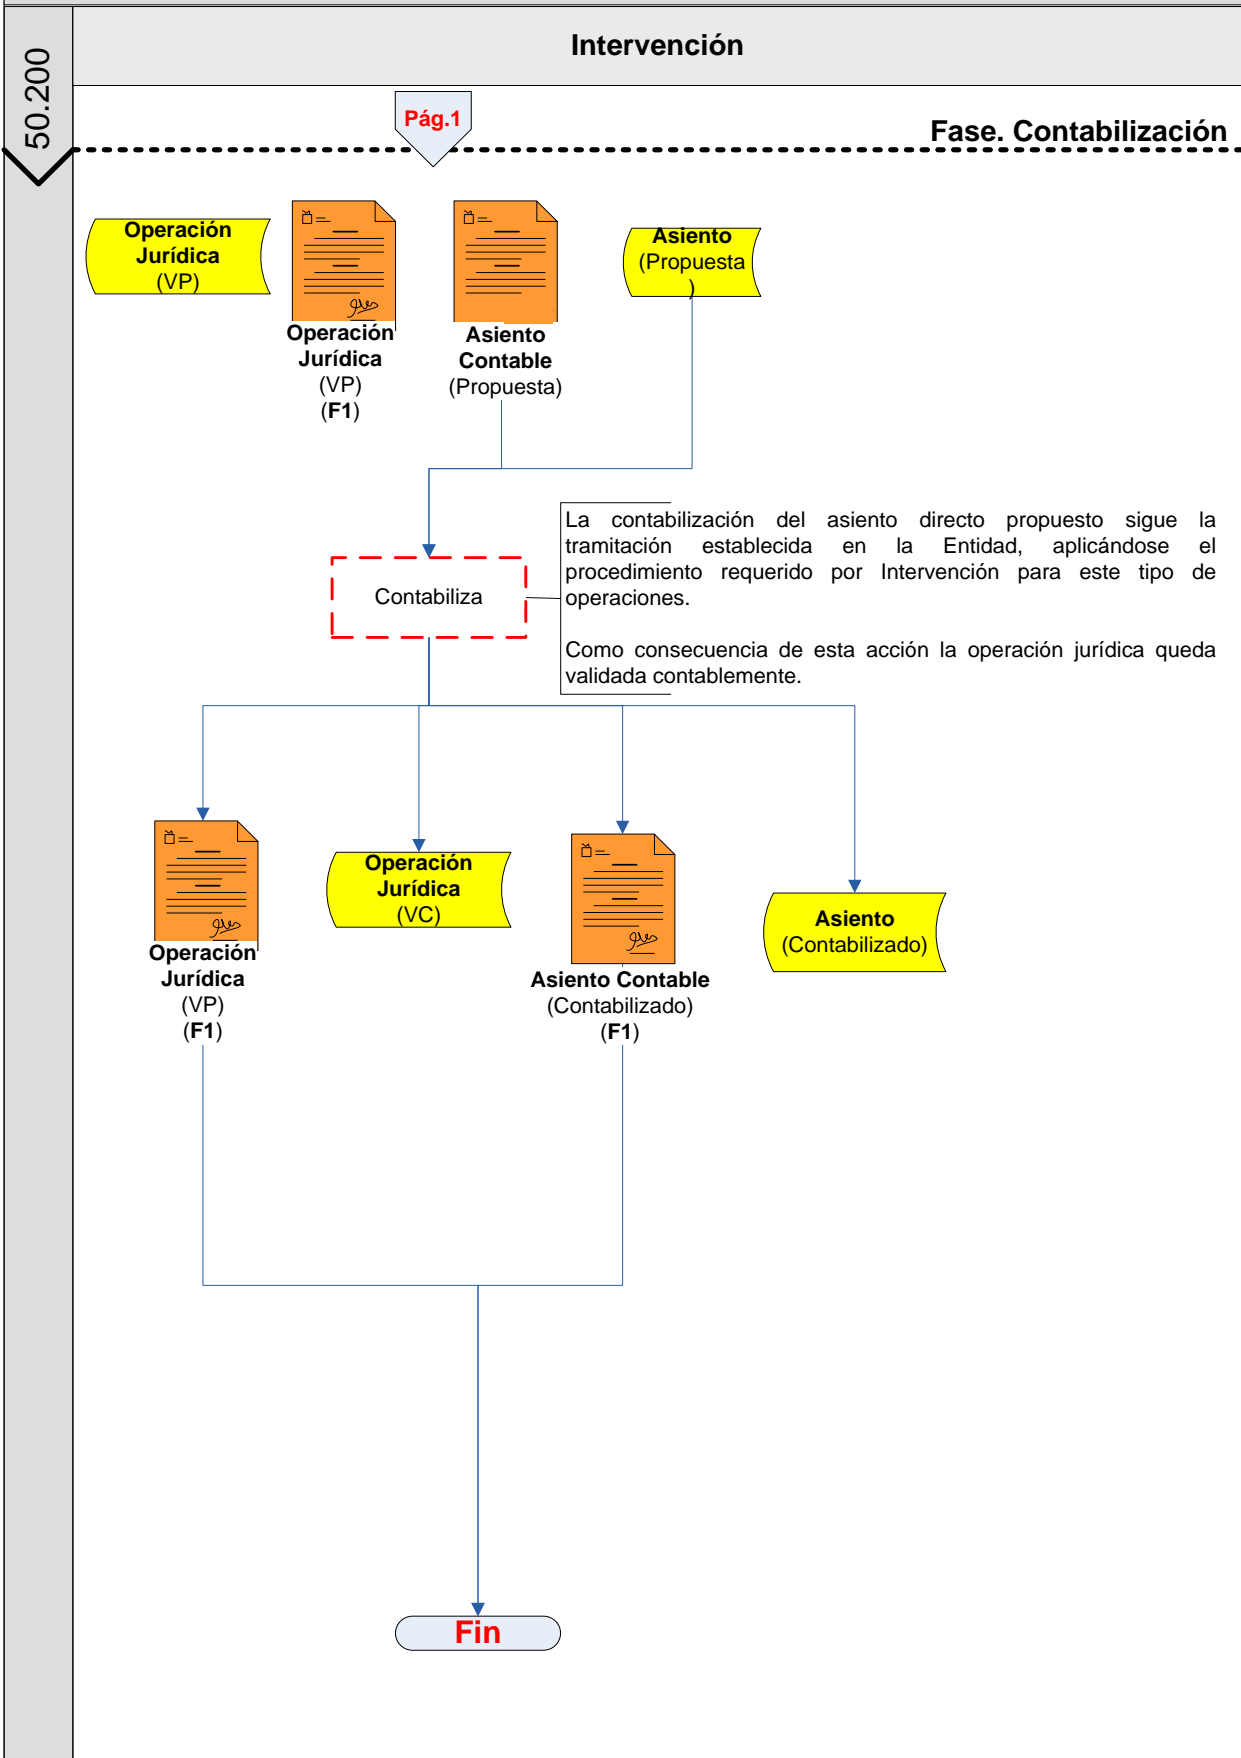 50.200
Intervención
Pág.1
Fase. Contabilización
Operación
Jurídica
(VP)
Operación
Jurídica
(VP)
(F1)
Asiento
Contable
(Propuesta)
Asiento
(Propuesta
)
Contabiliza
La contabilización del asiento directo propuesto sigue la
tramitación establecida en la Entidad, aplicándose el
procedimiento requerido por Intervención para este tipo de
operaciones.
Como consecuencia de esta acción la operación jurídica queda
validada contablemente.
Operación
Jurídica
(VP)
(F1)
Operación
Jurídica
(VC)
Asiento Contable
(Contabilizado)
(F1)
Asiento
(Contabilizado)
Fin